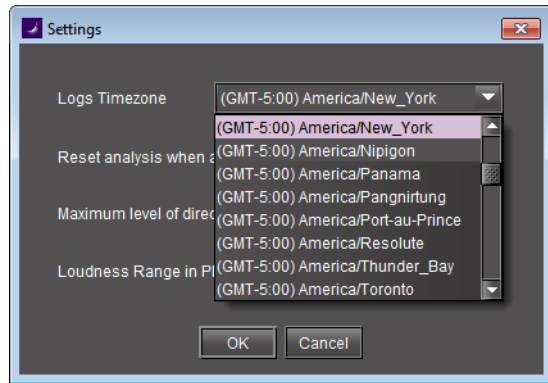 Settings
Logs Timezone
(GMT-5:00) America/New_York
(GMT-5:00) America/New_York
Reset analysis when a
(GMT-5:00) America/Nipigon
(GMT-5:00) America/Panama
(GMT-5:00) America/Pangnirtung
Maximum level of direc
(GMT-5:00) America/Port-au-Prince
(GMT-5:00) America/Resolute
Loudness Range in
(GMT-5:00) America/Thunder_Bay
(GMT-5:00) America/Toronto
OK Cancel